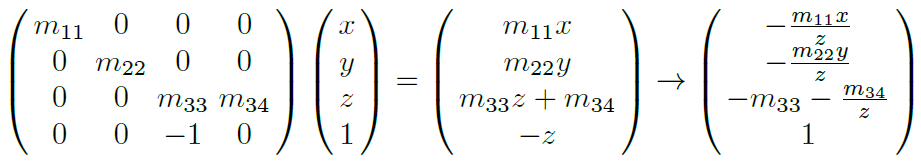 m₁₁ 0 0 0 x m₁₁x −m₁₁x/z
0 m₂₂ 0 0 y = m₂₂y → −m₂₂y/z
0 0 m₃₃ m₃₄ z m₃₃z + m₃₄ −m₃₃ − m₃₄/z
0 0 −1 0 1 −z 1